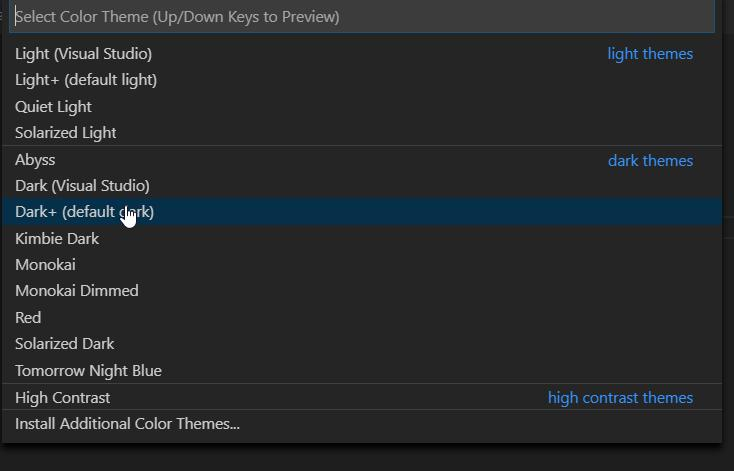 Select Color Theme (Up/Down Keys to Preview)
Light (Visual Studio) light themes
Light+ (default light)
Quiet Light
Solarized Light
Abyss dark themes
Dark (Visual Studio)
Dark+ (default dark)
Kimbie Dark
Monokai
Monokai Dimmed
Red
Solarized Dark
Tomorrow Night Blue
High Contrast high contrast themes
Install Additional Color Themes...